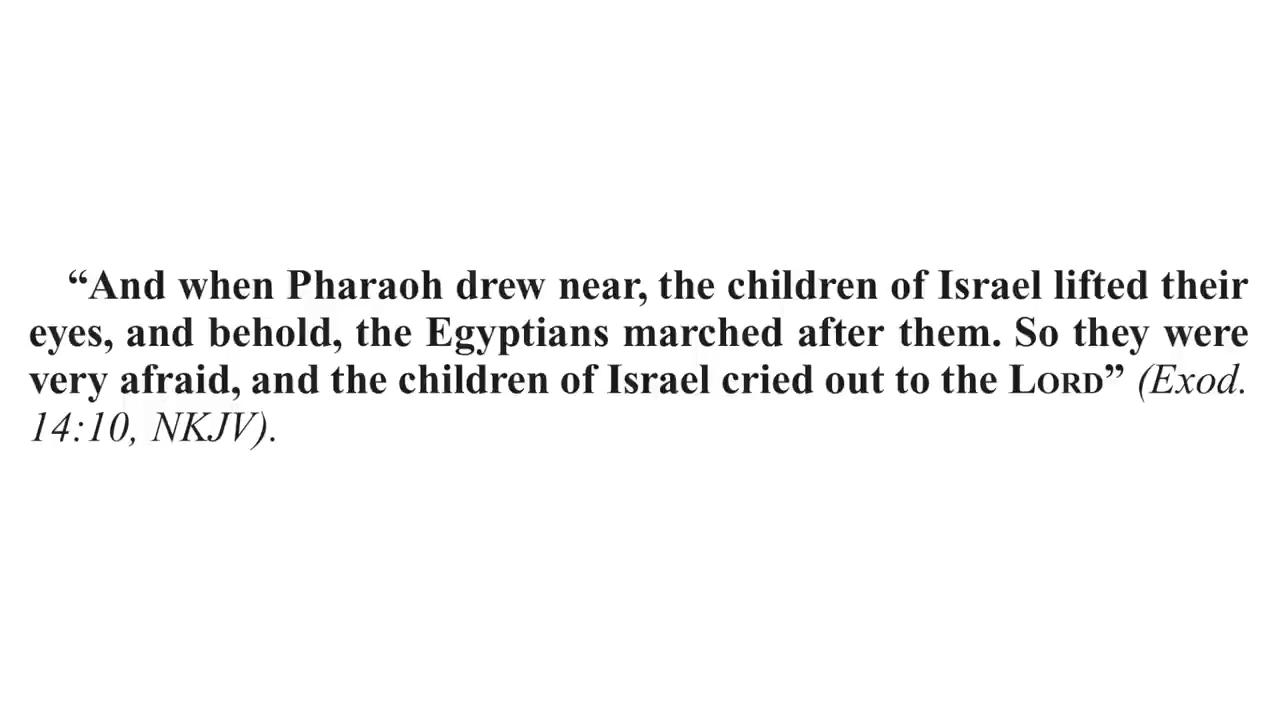 “And when Pharaoh drew near, the children of Israel lifted their
eyes, and behold, the Egyptians marched after them. So they were
very afraid, and the children of Israel cried out to the LORD” (Exod.
14:10, NKJV).